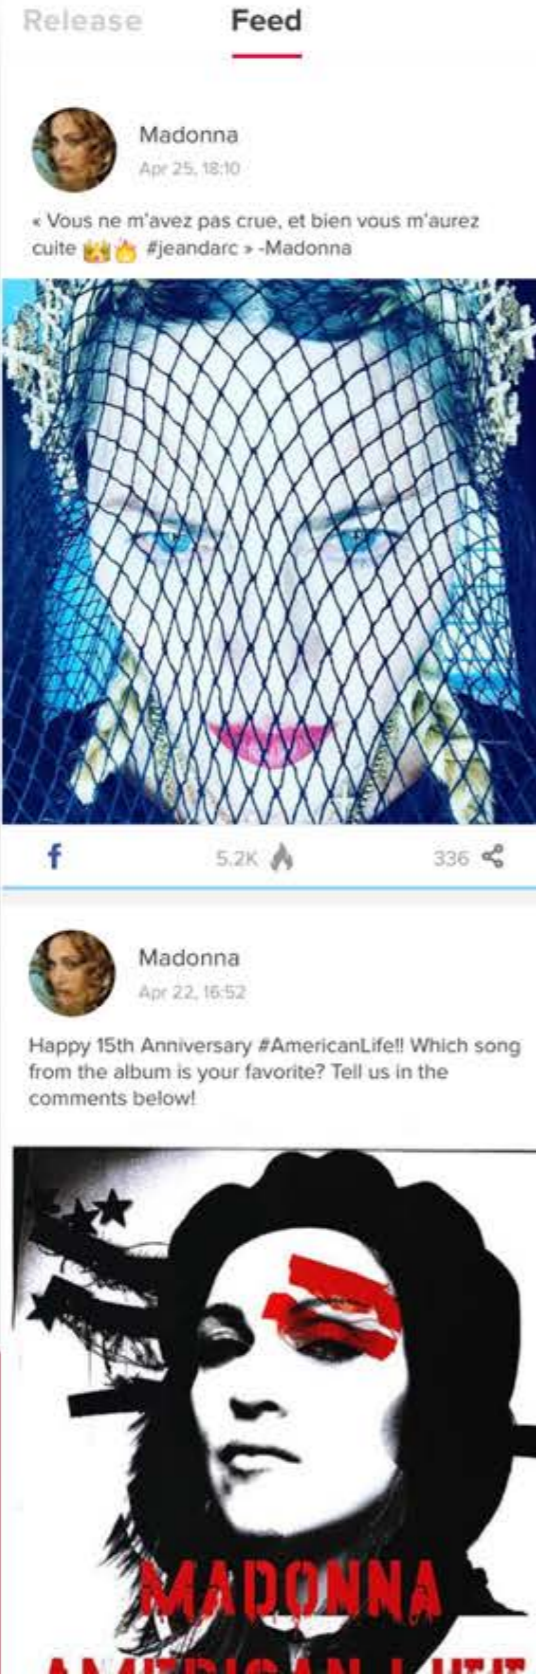 Release Feed
Madonna
Apr 25, 18:10
« Vous ne m'avez pas crue, et bien vous m'aurez
cuite 👑🔥 #jeandarc » -Madonna
f 5.2K 336
Madonna
Apr 22, 16:52
Happy 15th Anniversary #AmericanLife!! Which song
from the album is your favorite? Tell us in the
comments below!
MADONNA
AMERICAN LIFE